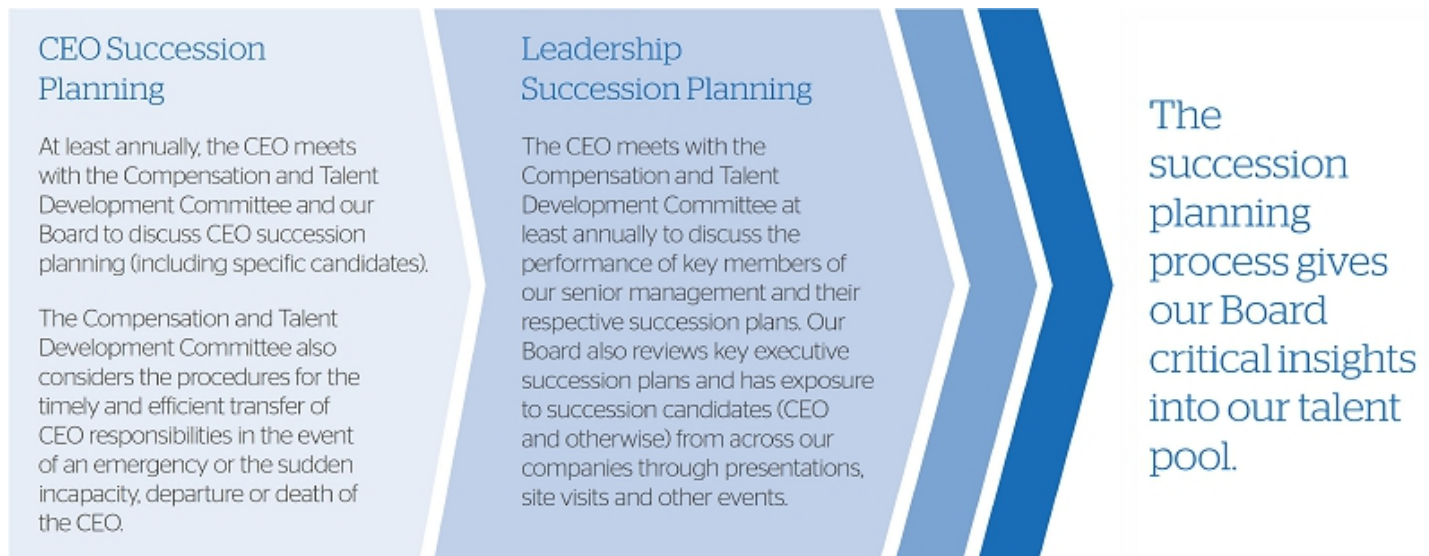 CEO Succession
Planning
At least annually, the CEO meets
with the Compensation and Talent
Development Committee and our
Board to discuss CEO succession
planning (including specific candidates).
The Compensation and Talent
Development Committee also
considers the procedures for the
timely and efficient transfer of
CEO responsibilities in the event
of an emergency or the sudden
incapacity, departure or death of
the CEO.
Leadership
Succession Planning
The CEO meets with the
Compensation and Talent
Development Committee at
least annually to discuss the
performance of key members of
our senior management and their
respective succession plans. Our
Board also reviews key executive
succession plans and has exposure
to succession candidates (CEO
and otherwise) from across our
companies through presentations,
site visits and other events.
The
succession
planning
process gives
our Board
critical insights
into our talent
pool.